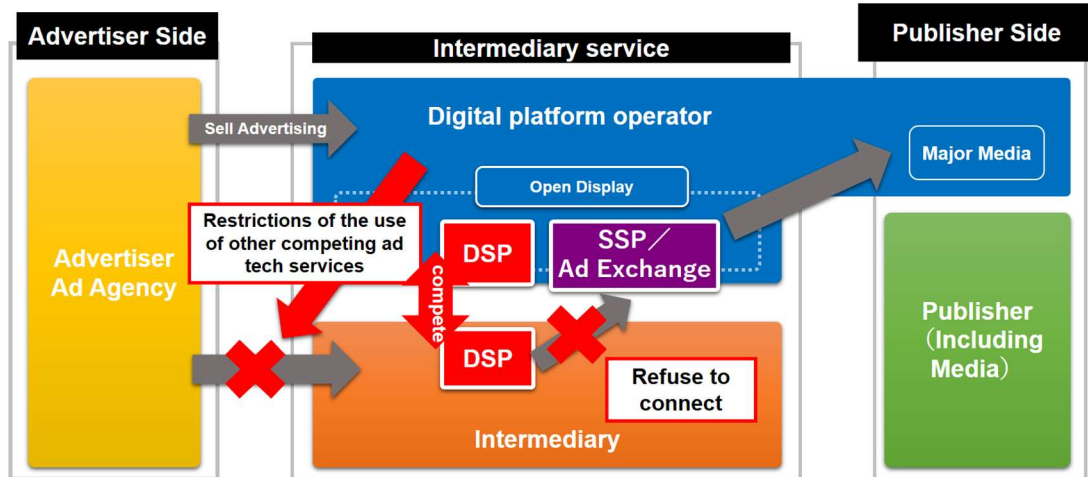 Advertiser Side
Intermediary service
Publisher Side
Sell Advertising
Digital platform operator
Major Media
Open Display
Restrictions of the use
of other competing ad
tech services
DSP
SSP／
Ad Exchange
Advertiser
Ad Agency
compete
DSP
Refuse to
connect
Intermediary
Publisher
（Including
Media）